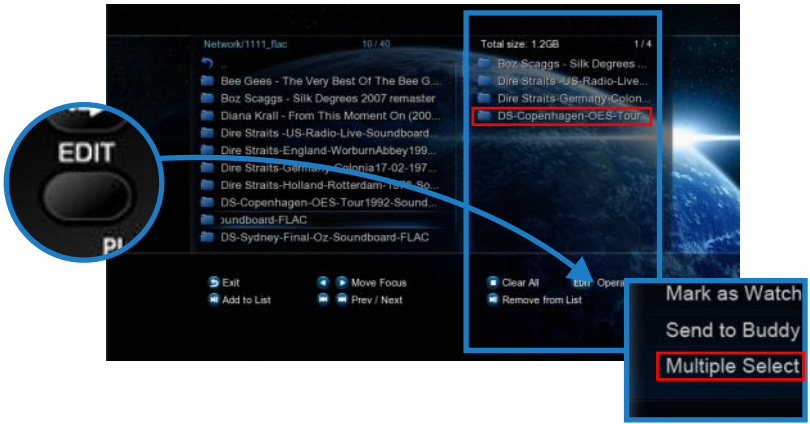 Network/1111_flac 10 / 40
..
Bee Gees - The Very Best Of The Bee G...
Boz Scaggs - Silk Degrees 2007 remaster
Diana Krall - From This Moment On (200...
Dire Straits -US-Radio-Live-Soundboard...
Dire Straits-England-WorburnAbbey199...
Dire Straits-Germany-Colonia17-02-197...
Dire Straits-Holland-Rotterdam-1978-So...
DS-Copenhagen-OES-Tour1992-Sound...
oundboard-FLAC
DS-Sydney-Final-Oz-Soundboard-FLAC
Exit
Move Focus
Add to List
Prev / Next
Total size: 1.2GB 1 / 4
Boz Scaggs - Silk Degrees ...
Dire Straits -US-Radio-Live...
Dire Straits-Germany-Colon...
DS-Copenhagen-OES-Tour...
Clear All
EDIT Opera
Remove from List
EDIT
Mark as Watch
Send to Buddy
Multiple Select